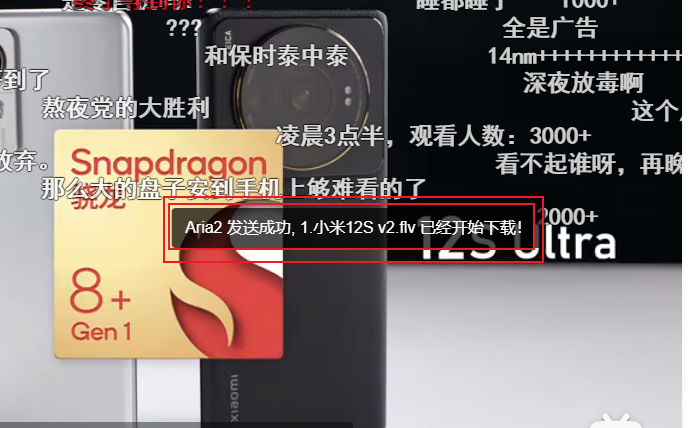 睡都睡了
1000+
???
全是广告
和保时泰中泰
14nm++++++++++++
到了
深夜放毒啊
熬夜党的大胜利
这个
凌晨3点半，观看人数：3000+
放弃。
看不起谁呀，再晚
Snapdragon
骁龙
那么大的盘子安到手机上够难看的了
2000+
Aria2 发送成功, 1.小米12S v2.flv 已经开始下载!
12S Ultra
8+
Gen 1
xiaomi